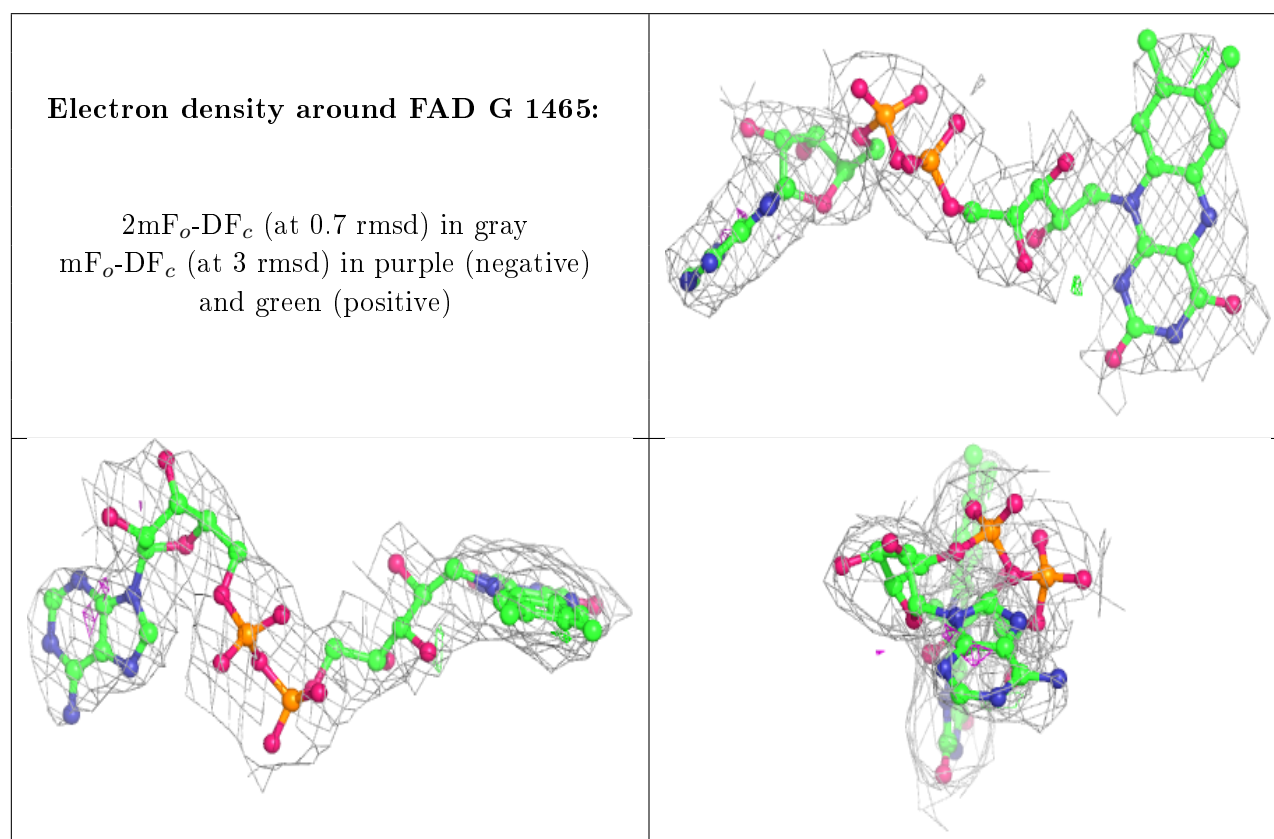 Electron density around FAD G 1465:
2mFo-DFc (at 0.7 rmsd) in gray
mFo-DFc (at 3 rmsd) in purple (negative)
and green (positive)